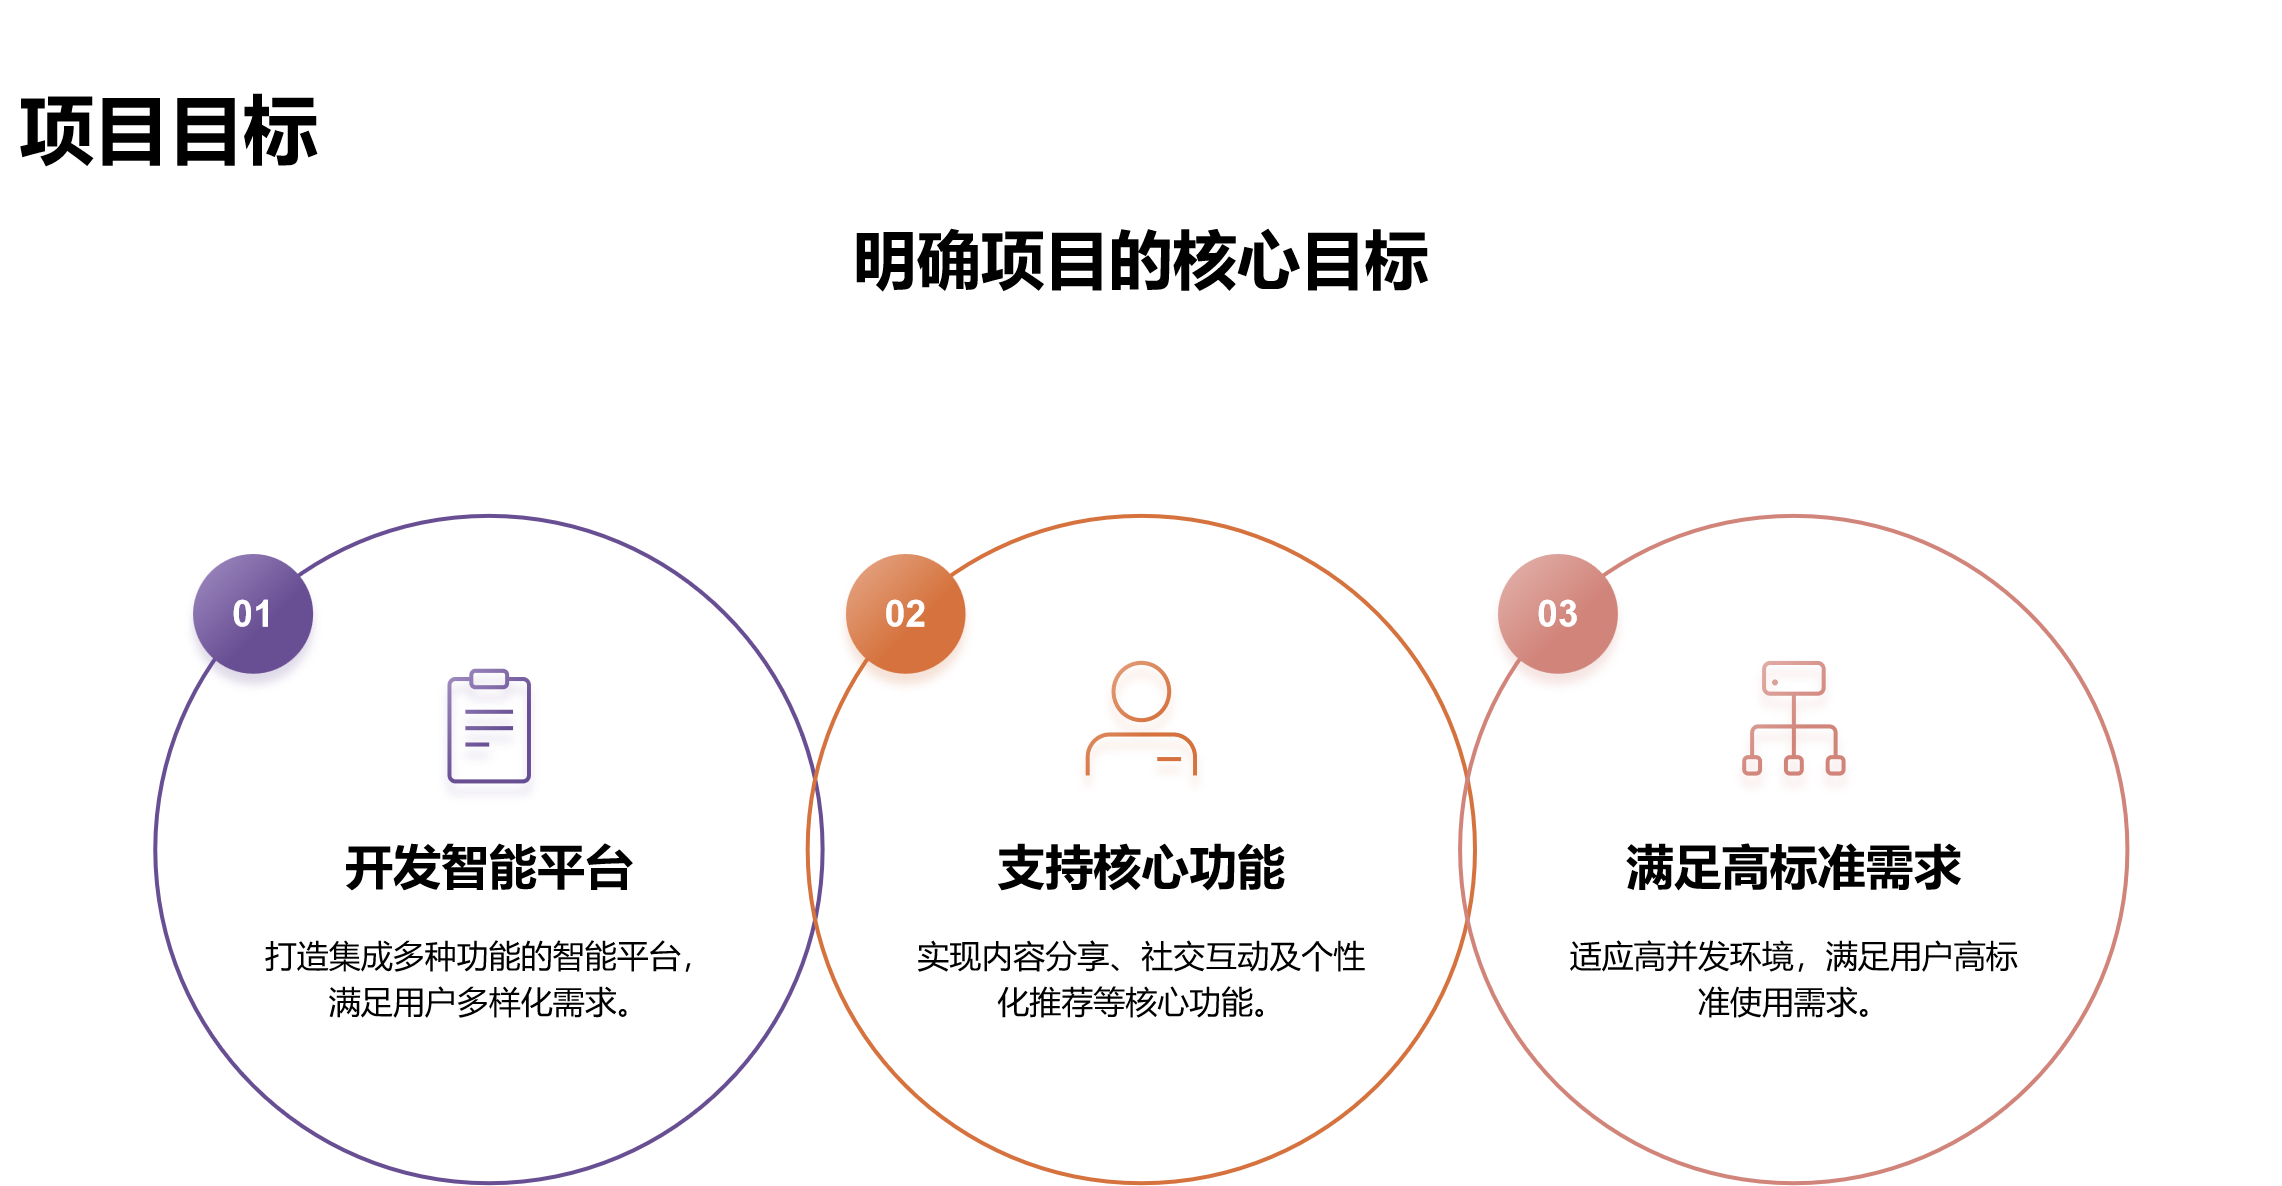 项目目标
明确项目的核心目标
01
开发智能平台
打造集成多种功能的智能平台，
满足用户多样化需求。
02
支持核心功能
实现内容分享、社交互动及个性
化推荐等核心功能。
03
满足高标准需求
适应高并发环境，满足用户高标
准使用需求。